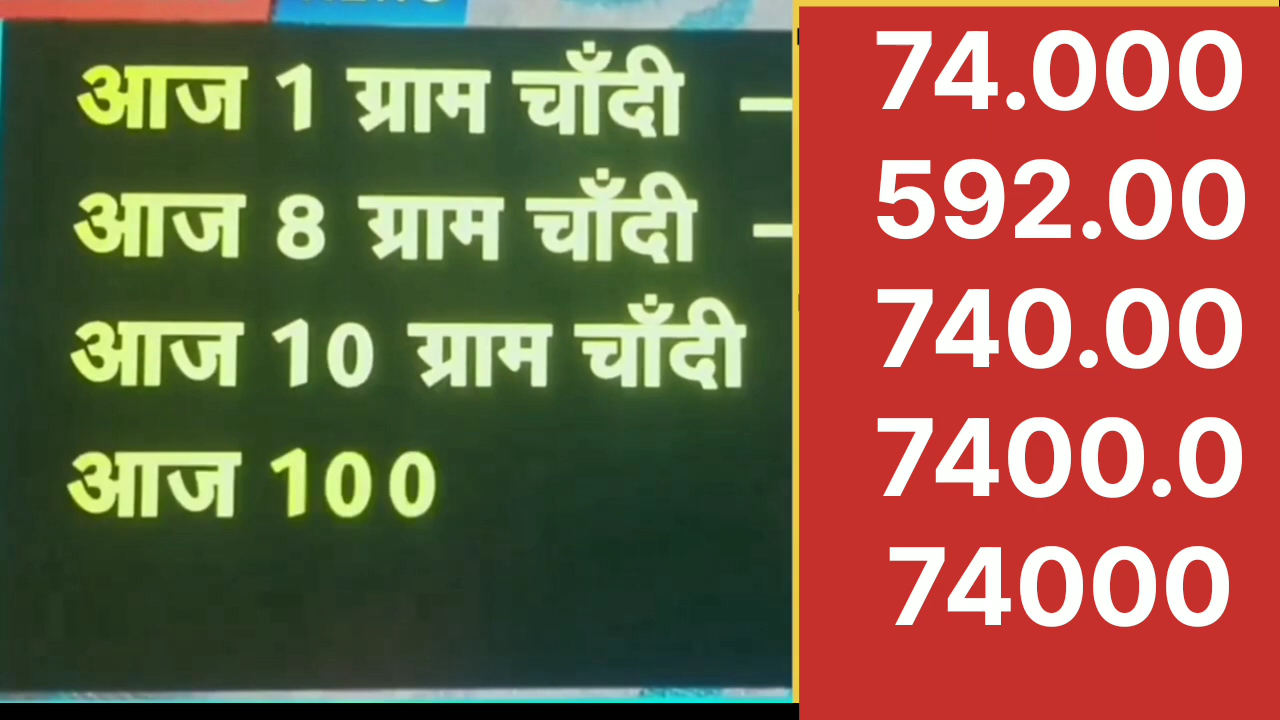 आज 1 ग्राम चाँदी – 74.000
आज 8 ग्राम चाँदी – 592.00
आज 10 ग्राम चाँदी 740.00
आज 100 7400.0
74000